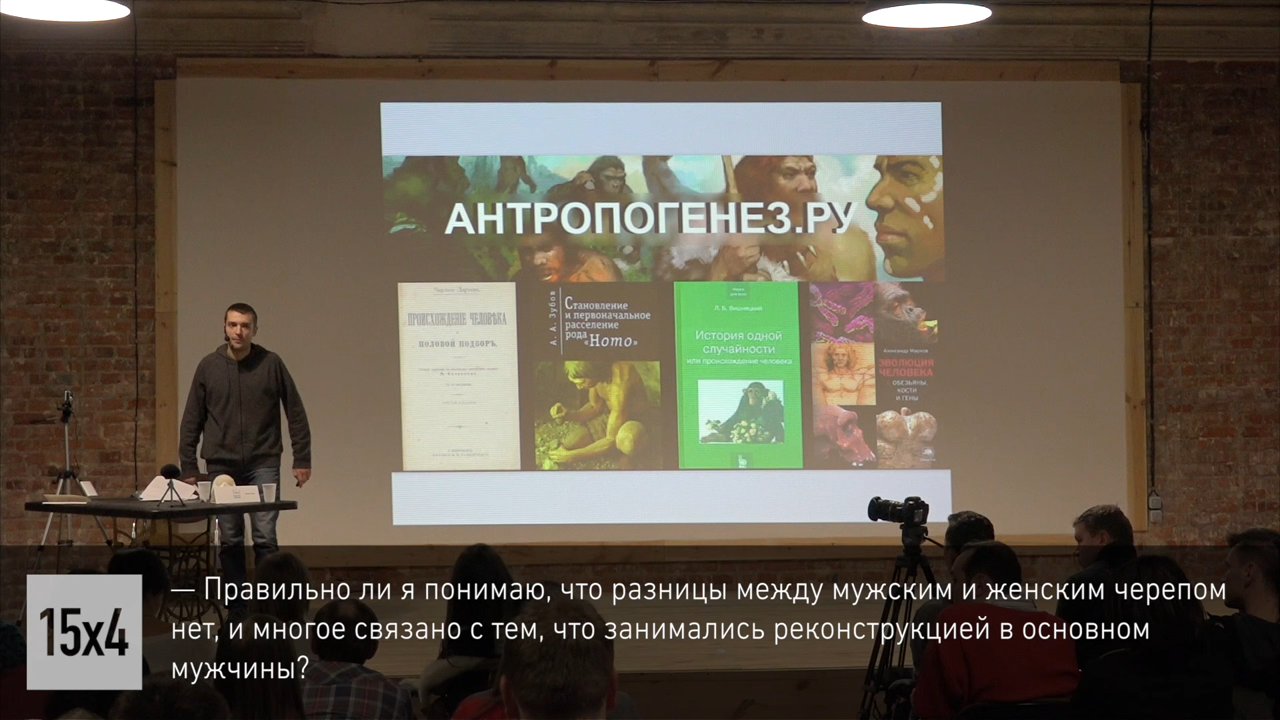 АНТРОПОГЕНЕЗ.РУ
Чарльзъ Дарвинъ.
ПРОИСХОЖДЕНІЕ ЧЕЛОВѢКА
ПОЛОВОЙ ПОДБОРЪ.
А. А. Зубов
Становление
и первоначальное
расселение
рода
«Homo»
Л. Б. Вишняцкий
История одной
случайности
или происхождение человека
Александр Марков
ЭВОЛЮЦИЯ
ЧЕЛОВЕКА
ОБЕЗЬЯНЫ,
КОСТИ
И ГЕНЫ
15x4
— Правильно ли я понимаю, что разницы между мужским и женским черепом
нет, и многое связано с тем, что занимались реконструкцией в основном
мужчины?